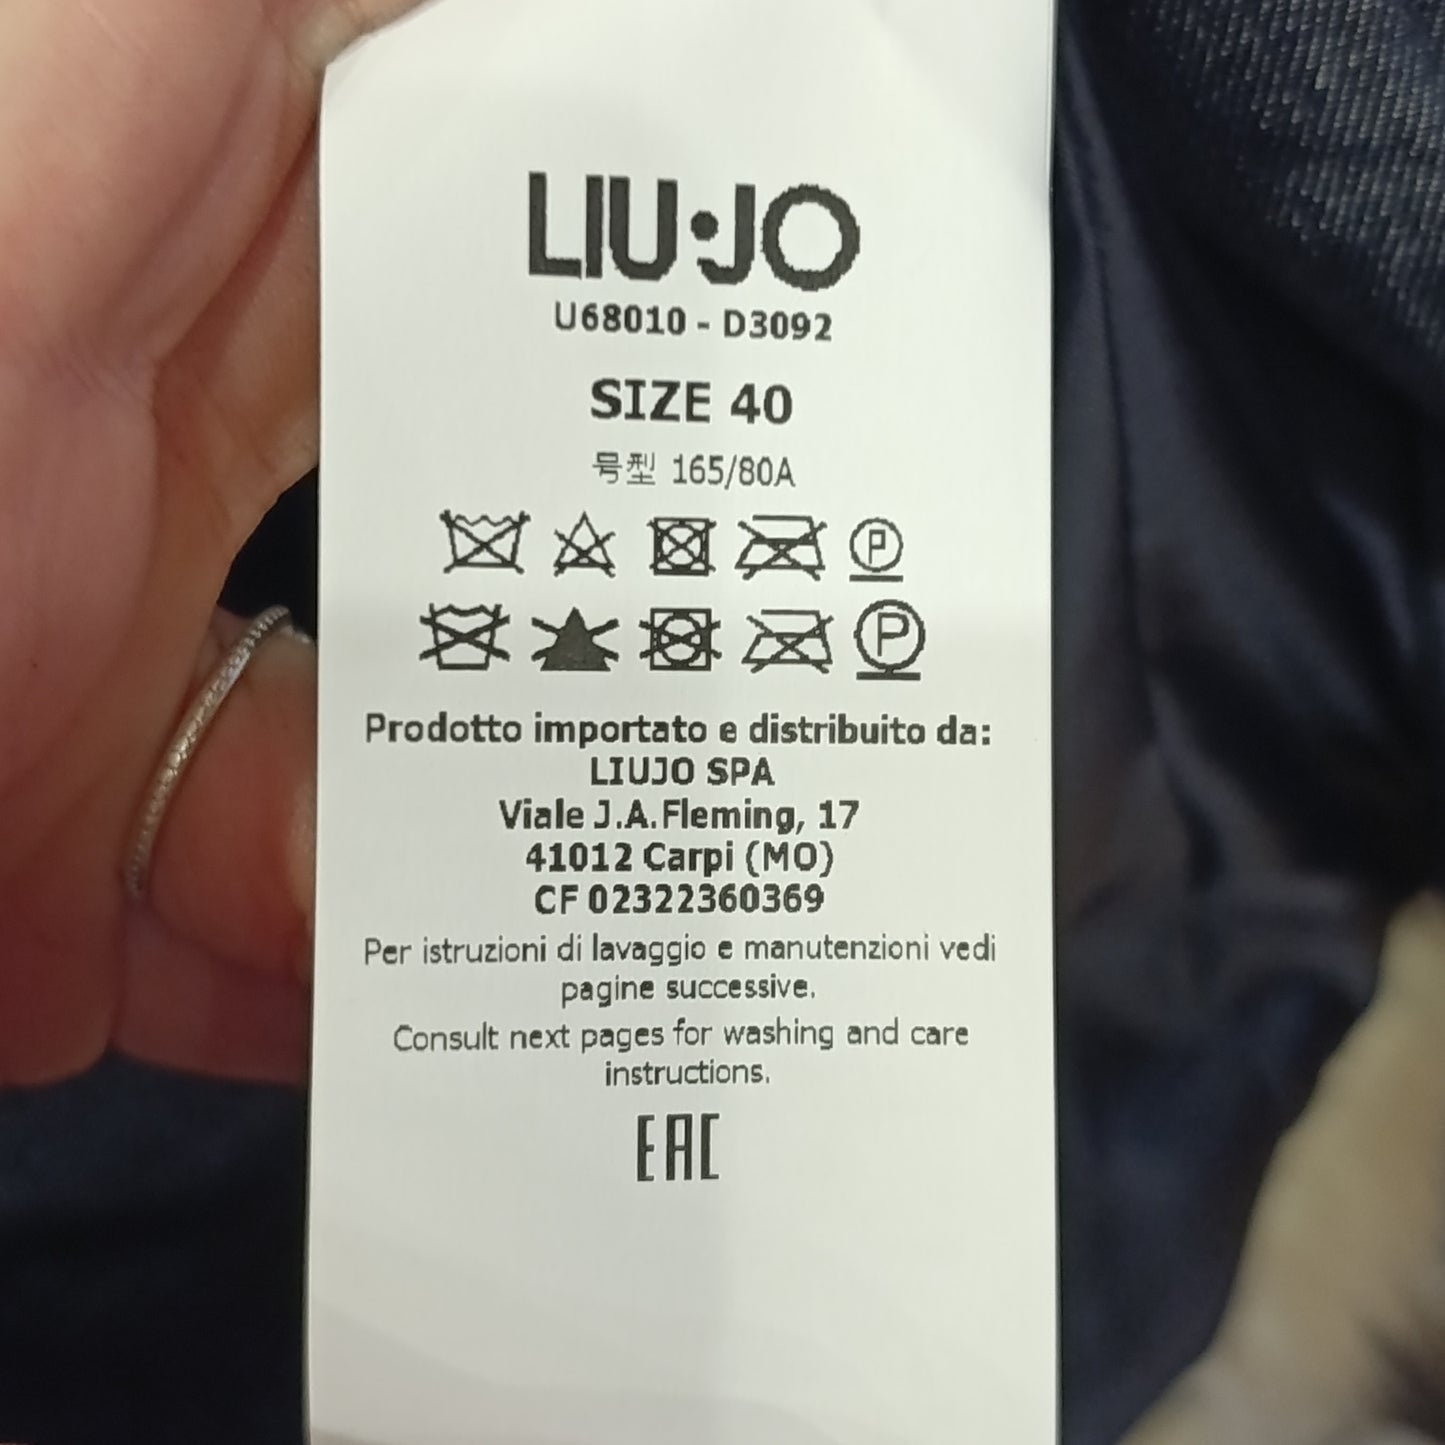 LIU·JO
U68010 - D3092
SIZE 40
号型 165/80A
P
P
Prodotto importato e distribuito da:
LIUJO SPA
Viale J.A.Fleming, 17
41012 Carpi (MO)
CF 02322360369
Per istruzioni di lavaggio e manutenzioni vedi
pagine successive.
Consult next pages for washing and care
instructions.
EAC